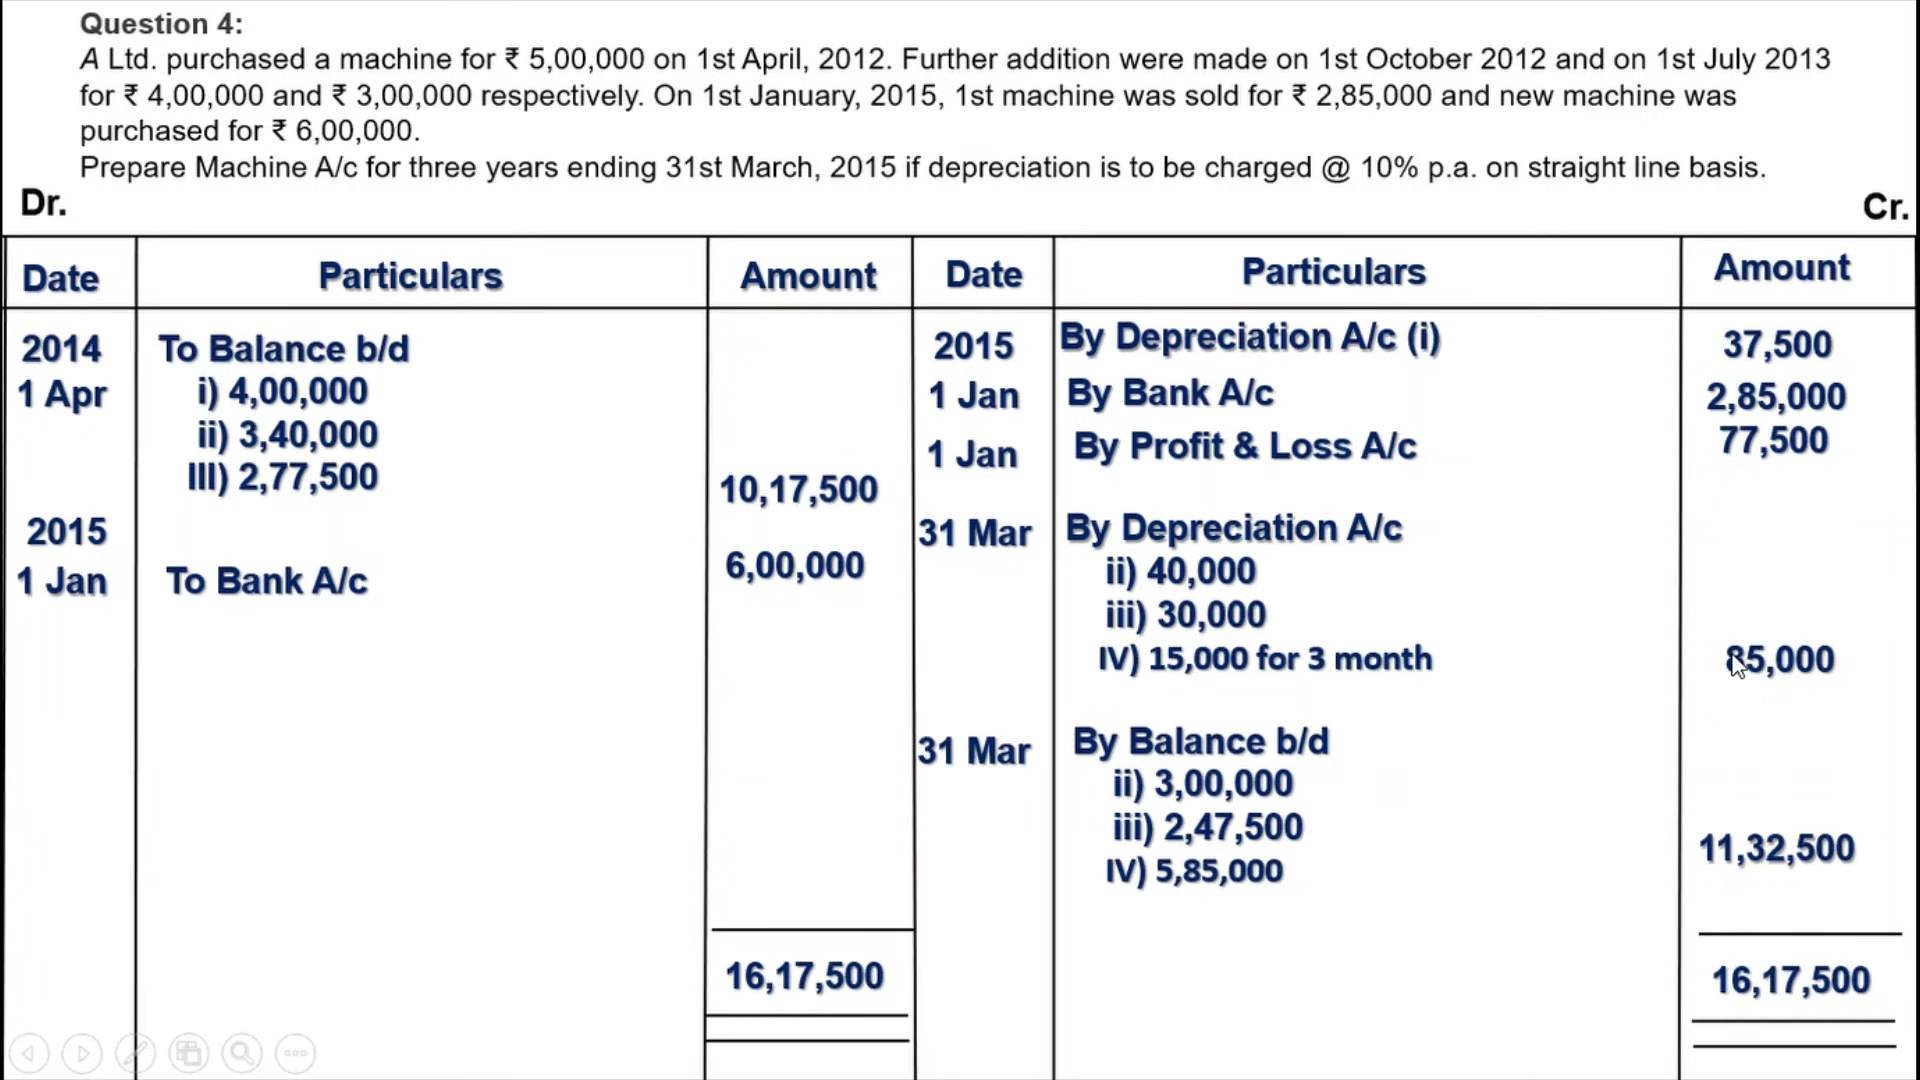 Question 4:
A Ltd. purchased a machine for ₹ 5,00,000 on 1st April, 2012. Further addition were made on 1st October 2012 and on 1st July 2013
for ₹ 4,00,000 and ₹ 3,00,000 respectively. On 1st January, 2015, 1st machine was sold for ₹ 2,85,000 and new machine was
purchased for ₹ 6,00,000.
Prepare Machine A/c for three years ending 31st March, 2015 if depreciation is to be charged @ 10% p.a. on straight line basis.
Dr. Cr.
Date Particulars Amount Date Particulars Amount
2014 To Balance b/d 2015 By Depreciation A/c (i) 37,500
1 Apr i) 4,00,000 1 Jan By Bank A/c 2,85,000
ii) 3,40,000 1 Jan By Profit & Loss A/c 77,500
III) 2,77,500
10,17,500
2015 31 Mar By Depreciation A/c
1 Jan To Bank A/c 6,00,000 ii) 40,000
iii) 30,000
IV) 15,000 for 3 month 85,000
31 Mar By Balance b/d
ii) 3,00,000
iii) 2,47,500 11,32,500
IV) 5,85,000
16,17,500 16,17,500